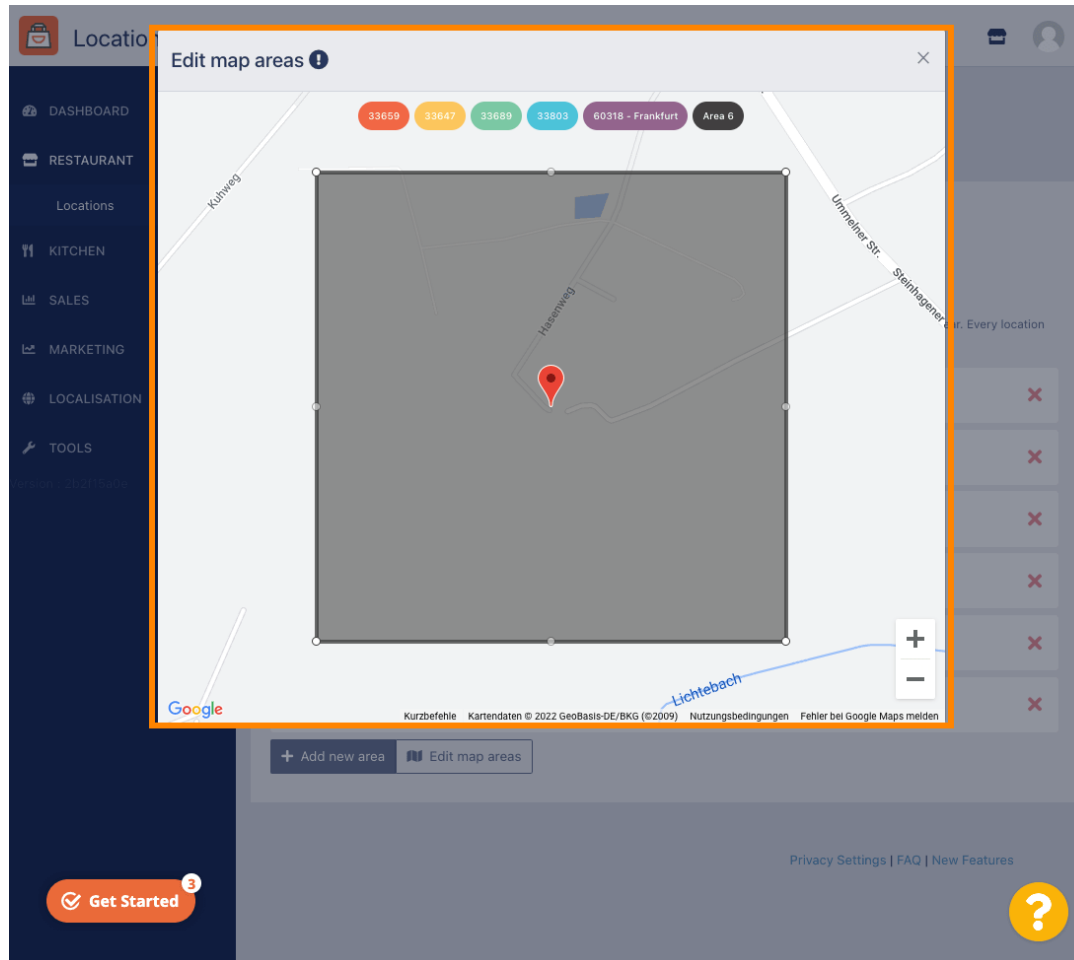 Locatio
Edit map areas
33659
33647
33689
33803
60318 - Frankfurt
Area 6
DASHBOARD
RESTAURANT
Locations
KITCHEN
SALES
MARKETING
LOCALISATION
TOOLS
Kuhweg
Ummelner Str.
Steinhagener
Hasenweg
Every location
Lichtebach
Google
Kurzbefehle
Kartendaten © 2022 GeoBasis-DE/BKG (©2009)
Nutzungsbedingungen
Fehler bei Google Maps melden
+ Add new area
Edit map areas
Privacy Settings | FAQ | New Features
Get Started
3
?